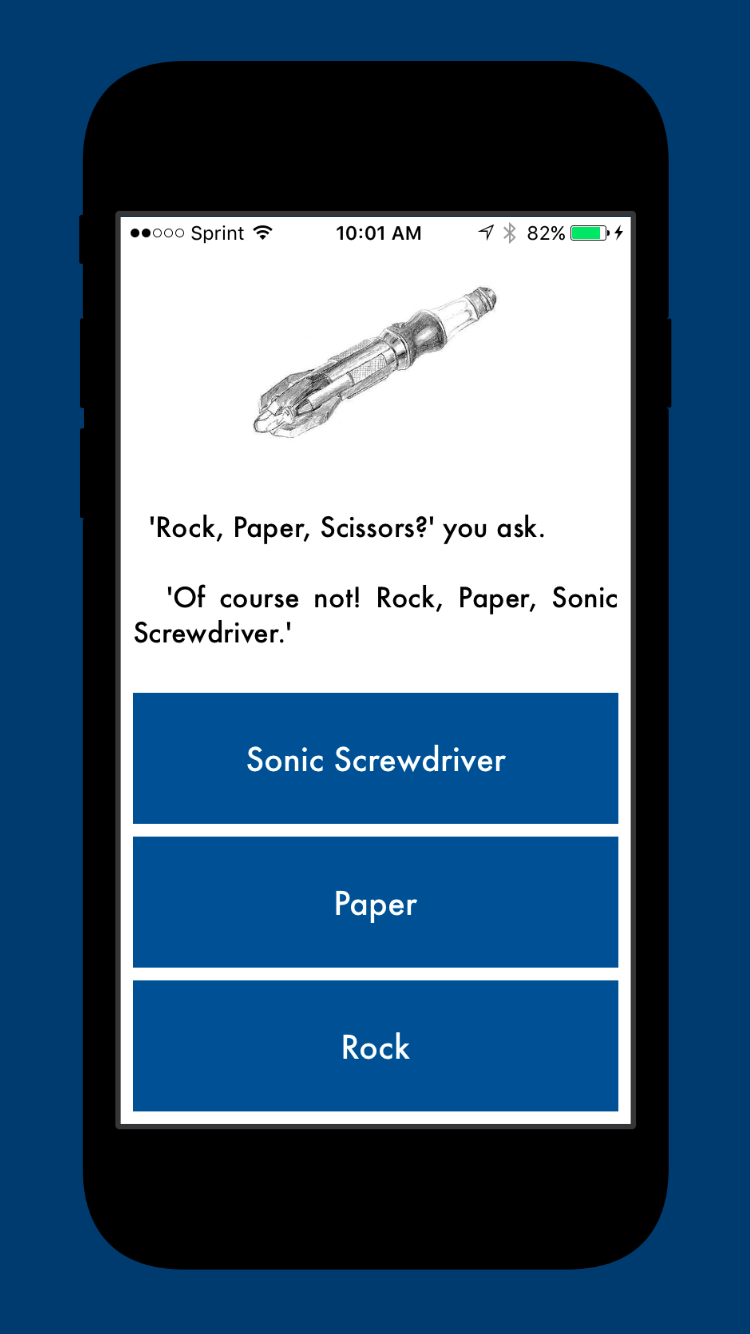 Sprint 10:01 AM 82%
'Rock, Paper, Scissors?' you ask.
'Of course not! Rock, Paper, Sonic
Screwdriver.'
Sonic Screwdriver
Paper
Rock